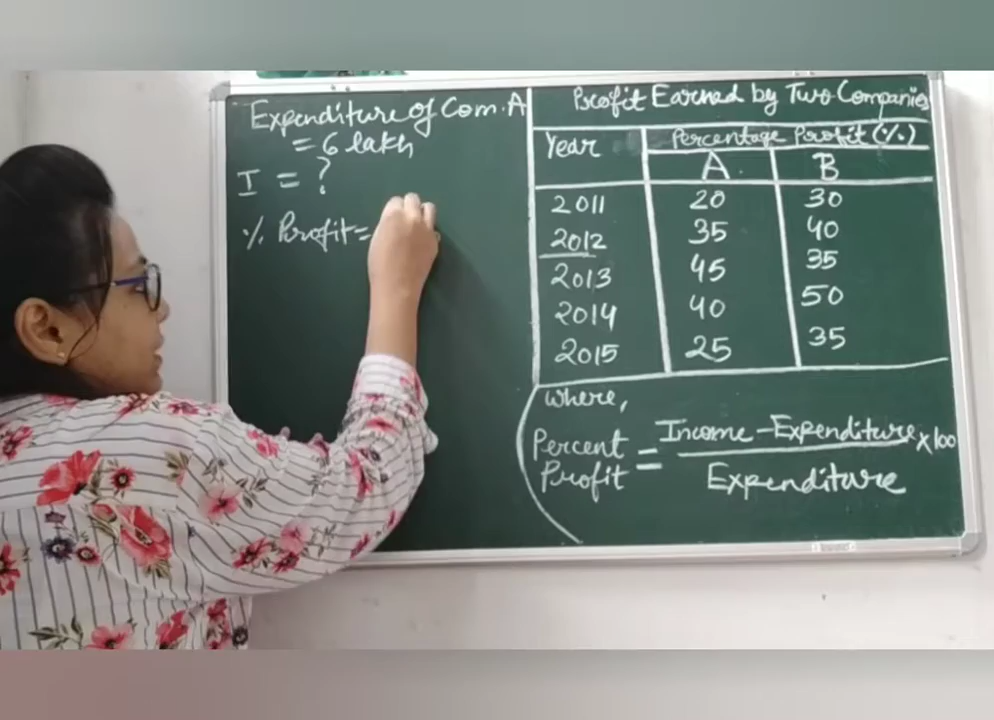 Expenditure of Com. A
= 6 lakh
I = ?
% Profit =
Profit Earned by Two Companies
Year Percentage Profit (%)
A B
2011 20 30
2012 35 40
2013 45 35
2014 40 50
2015 25 35
where,
Percent Profit = Income - Expenditure × 100
Expenditure